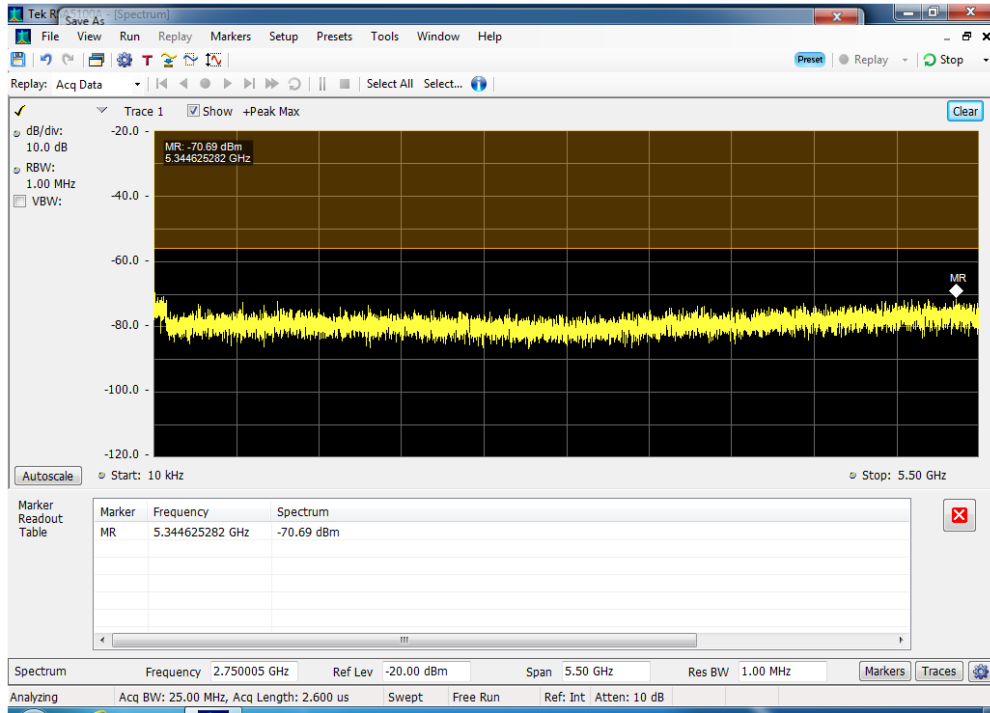 Tek R 5100A - [Spectrum]
Save As
File View Run Replay Markers Setup Presets Tools Window Help
T
Preset Replay Stop
Replay: Acq Data Select All Select...
Trace 1 Show +Peak Max Clear
dB/div:
10.0 dB
RBW:
1.00 MHz
VBW:
-20.0
-40.0
-60.0
-80.0
-100.0
-120.0
MR: -70.69 dBm
5.344625282 GHz
MR
Autoscale Start: 10 kHz Stop: 5.50 GHz
Marker
Readout
Table
Marker Frequency Spectrum
MR 5.344625282 GHz -70.69 dBm
Spectrum Frequency 2.750005 GHz Ref Lev -20.00 dBm Span 5.50 GHz Res BW 1.00 MHz Markers Traces
Analyzing Acq BW: 25.00 MHz, Acq Length: 2.600 us Swept Free Run Ref: Int Atten: 10 dB